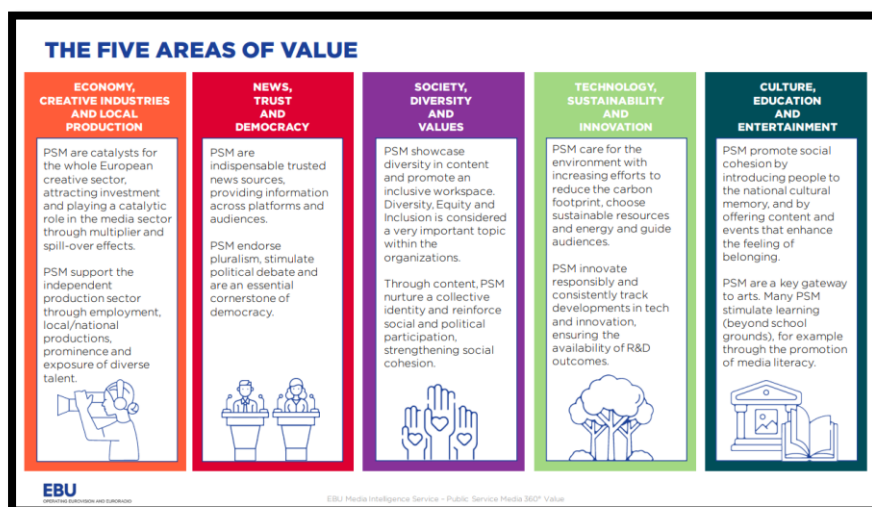 THE FIVE AREAS OF VALUE
ECONOMY,
CREATIVE INDUSTRIES
AND LOCAL
PRODUCTION
PSM are catalysts for
the whole European
creative sector,
attracting investment
and playing a catalytic
role in the media sector
through multiplier and
spill-over effects.
PSM support the
independent
production sector
through employment,
local/national
productions,
prominence and
exposure of diverse
talent.
NEWS,
TRUST
AND
DEMOCRACY
PSM are
indispensable trusted
news sources,
providing information
across platforms and
audiences.
PSM endorse
pluralism, stimulate
political debate and
are an essential
cornerstone of
democracy.
SOCIETY,
DIVERSITY
AND
VALUES
PSM showcase
diversity in content
and promote an
inclusive workspace.
Diversity, Equity and
Inclusion is considered
a very important topic
within the
organizations.
Through content, PSM
nurture a collective
identity and reinforce
social and political
participation,
strengthening social
cohesion.
TECHNOLOGY,
SUSTAINABILITY
AND
INNOVATION
PSM care for the
environment with
increasing efforts to
reduce the carbon
footprint, choose
sustainable resources
and energy and guide
audiences.
PSM innovate
responsibly and
consistently track
developments in tech
and innovation,
ensuring the
availability of R&D
outcomes.
CULTURE,
EDUCATION
AND
ENTERTAINMENT
PSM promote social
cohesion by
introducing people to
the national cultural
memory, and by
offering content and
events that enhance
the feeling of
belonging.
PSM are a key gateway
to arts. Many PSM
stimulate learning
(beyond school
grounds), for example
through the promotion
of media literacy.
EBU
OPERATING EUROVISION AND EURORADIO
EBU Media Intelligence Service – Public Service Media 360° Value